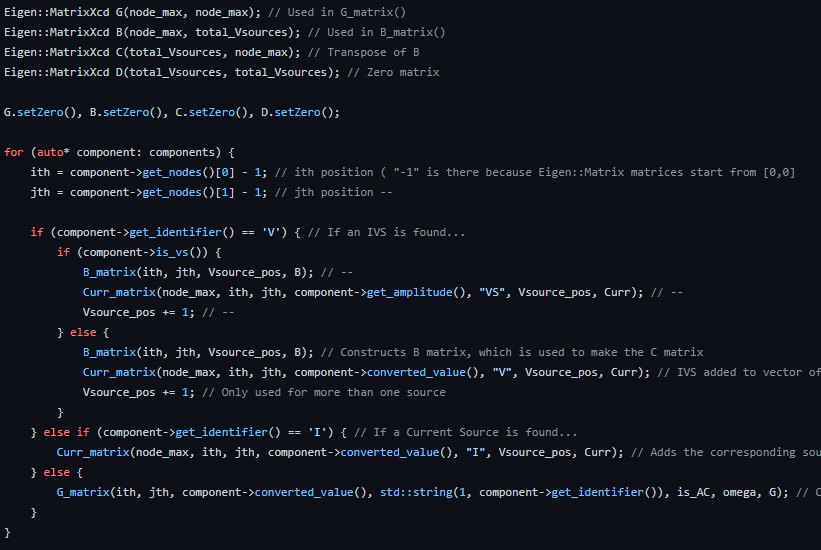 Eigen::MatrixXcd G(node_max, node_max); // Used in G_matrix()
Eigen::MatrixXcd B(node_max, total_Vsources); // Used in B_matrix()
Eigen::MatrixXcd C(total_Vsources, node_max); // Transpose of B
Eigen::MatrixXcd D(total_Vsources, total_Vsources); // Zero matrix
G.setZero(), B.setZero(), C.setZero(), D.setZero();
for (auto* component: components) {
ith = component->get_nodes()[0] - 1; // ith position ( "-1" is there because Eigen::Matrix matrices start from [0,0]
jth = component->get_nodes()[1] - 1; // jth position --
if (component->get_identifier() == 'V') { // If an IVS is found...
if (component->is_vs()) {
B_matrix(ith, jth, Vsource_pos, B); // --
Curr_matrix(node_max, ith, jth, component->get_amplitude(), "VS", Vsource_pos, Curr); // --
Vsource_pos += 1; // --
} else {
B_matrix(ith, jth, Vsource_pos, B); // Constructs B matrix, which is used to make the C matrix
Curr_matrix(node_max, ith, jth, component->converted_value(), "V", Vsource_pos, Curr); // IVS added to vector of
Vsource_pos += 1; // Only used for more than one source
}
} else if (component->get_identifier() == 'I') { // If a Current Source is found...
Curr_matrix(node_max, ith, jth, component->converted_value(), "I", Vsource_pos, Curr); // Adds the corresponding sou
} else {
G_matrix(ith, jth, component->converted_value(), std::string(1, component->get_identifier()), is_AC, omega, G); // C
}
}